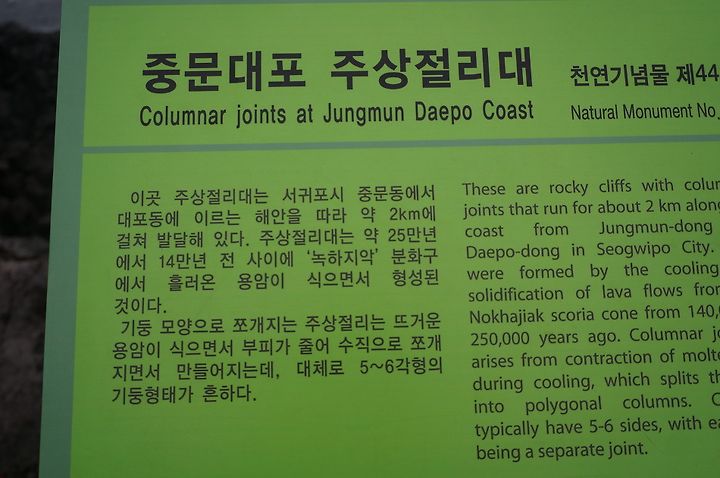 중문대포 주상절리대
천연기념물 제44
Columnar joints at Jungmun Daepo Coast
Natural Monument No.
이곳 주상절리대는 서귀포시 중문동에서
대포동에 이르는 해안을 따라 약 2km에
걸쳐 발달해 있다. 주상절리대는 약 25만년
에서 14만년 전 사이에 '녹하지악' 분화구
에서 흘러온 용암이 식으면서 형성된
것이다.
기둥 모양으로 쪼개지는 주상절리는 뜨거운
용암이 식으면서 부피가 줄어 수직으로 쪼개
지면서 만들어지는데, 대체로 5~6각형의
기둥형태가 흔하다.
These are rocky cliffs with colum
joints that run for about 2 km along
coast from Jungmun-dong
Daepo-dong in Seogwipo City.
were formed by the cooling
solidification of lava flows from
Nokhajiak scoria cone from 140,0
250,000 years ago. Columnar jo
arises from contraction of molte
during cooling, which splits th
into polygonal columns. C
typically have 5-6 sides, with ea
being a separate joint.